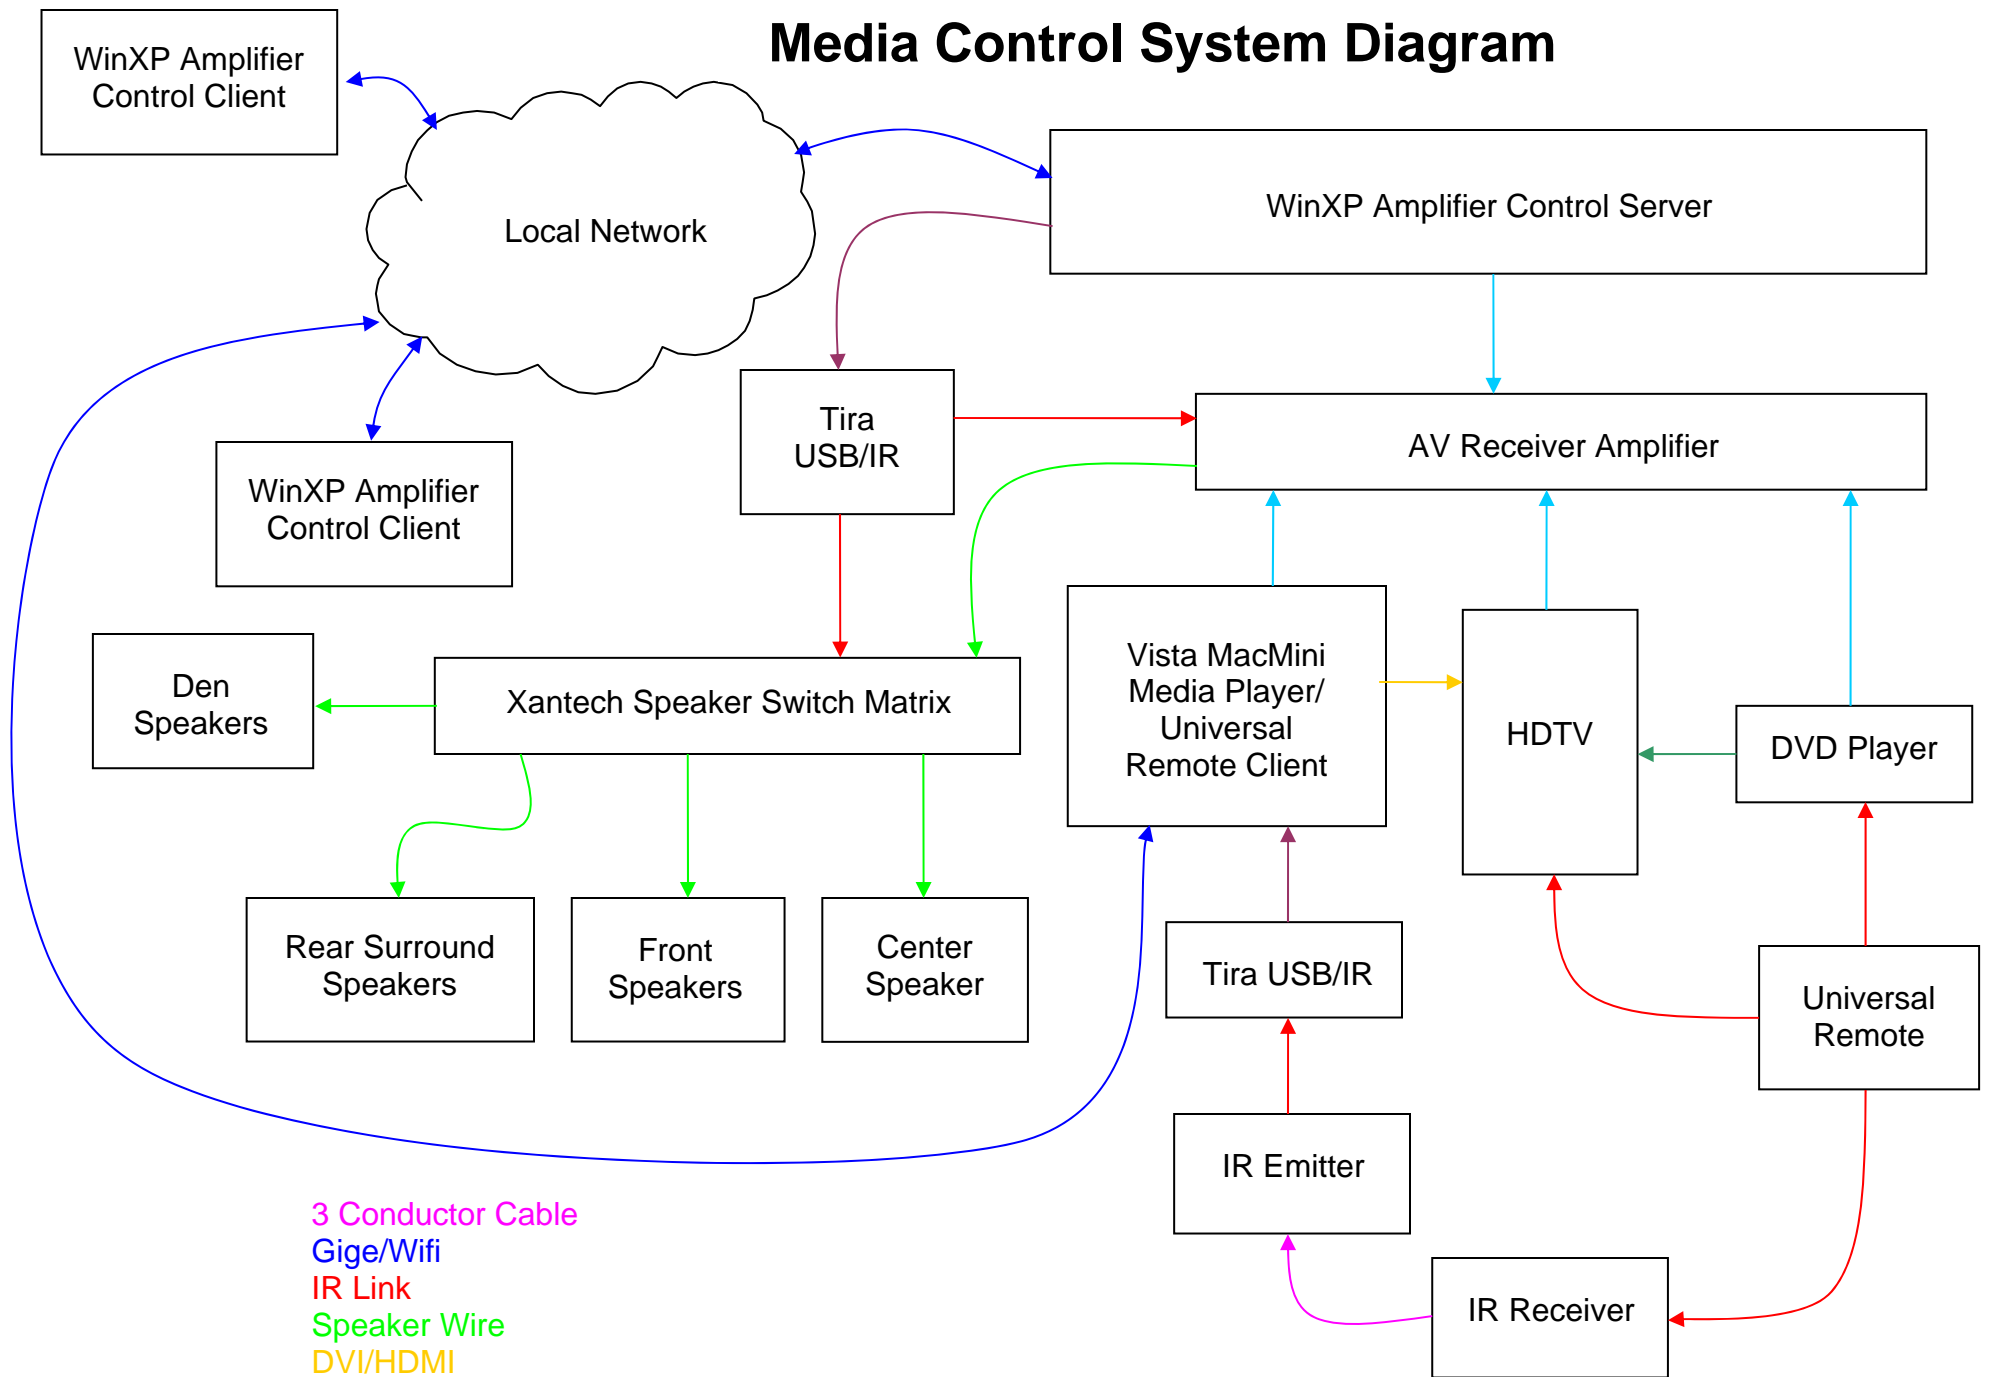 Media Control System Diagram
WinXP Amplifier
Control Client
Local Network
WinXP Amplifier Control Server
Tira
USB/IR
AV Receiver Amplifier
WinXP Amplifier
Control Client
Den
Speakers
Xantech Speaker Switch Matrix
Vista MacMini
Media Player/
Universal
Remote Client
HDTV
DVD Player
Rear Surround
Speakers
Front
Speakers
Center
Speaker
Tira USB/IR
Universal
Remote
IR Emitter
IR Receiver
3 Conductor Cable
Gige/Wifi
IR Link
Speaker Wire
DVI/HDMI